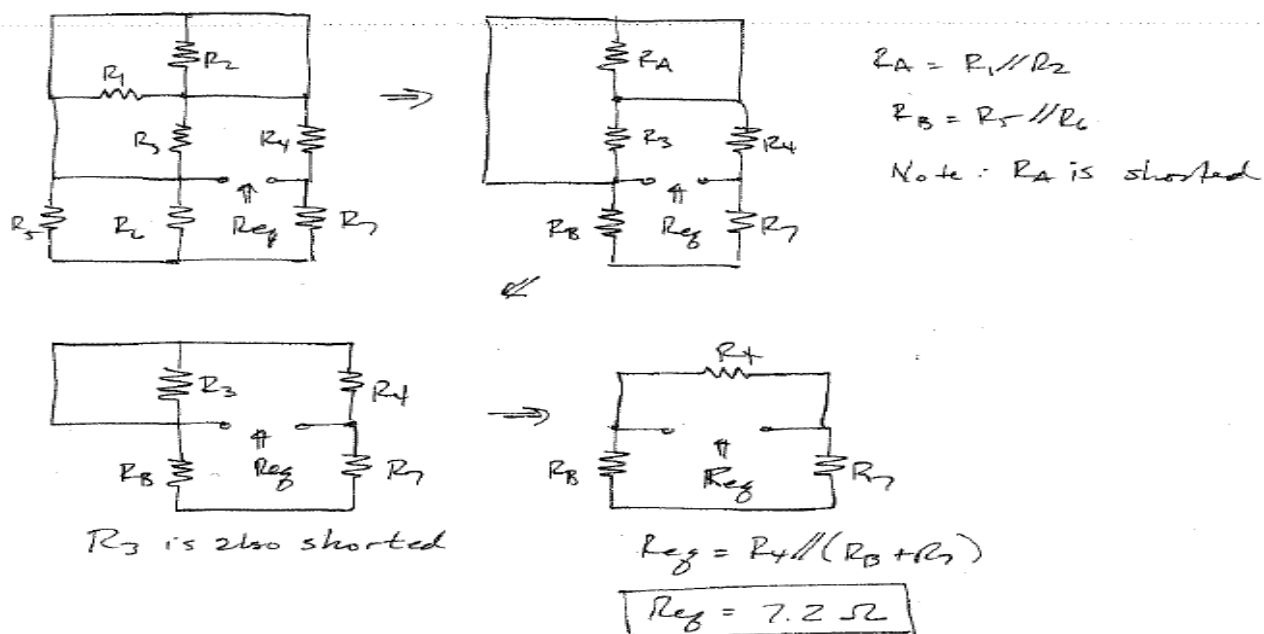 R2
R1
R3
R4
R5
R6
Req
R7
⇒
RA
R3
R4
RB
Req
R7
RA = R1//R2
RB = R5//R6
Note: RA is shorted
R3
R4
RB
Req
R7
R3 is also shorted
⇒
R4
RB
Req
R7
Req = R4//(RB+R7)
Req = 7.2 Ω